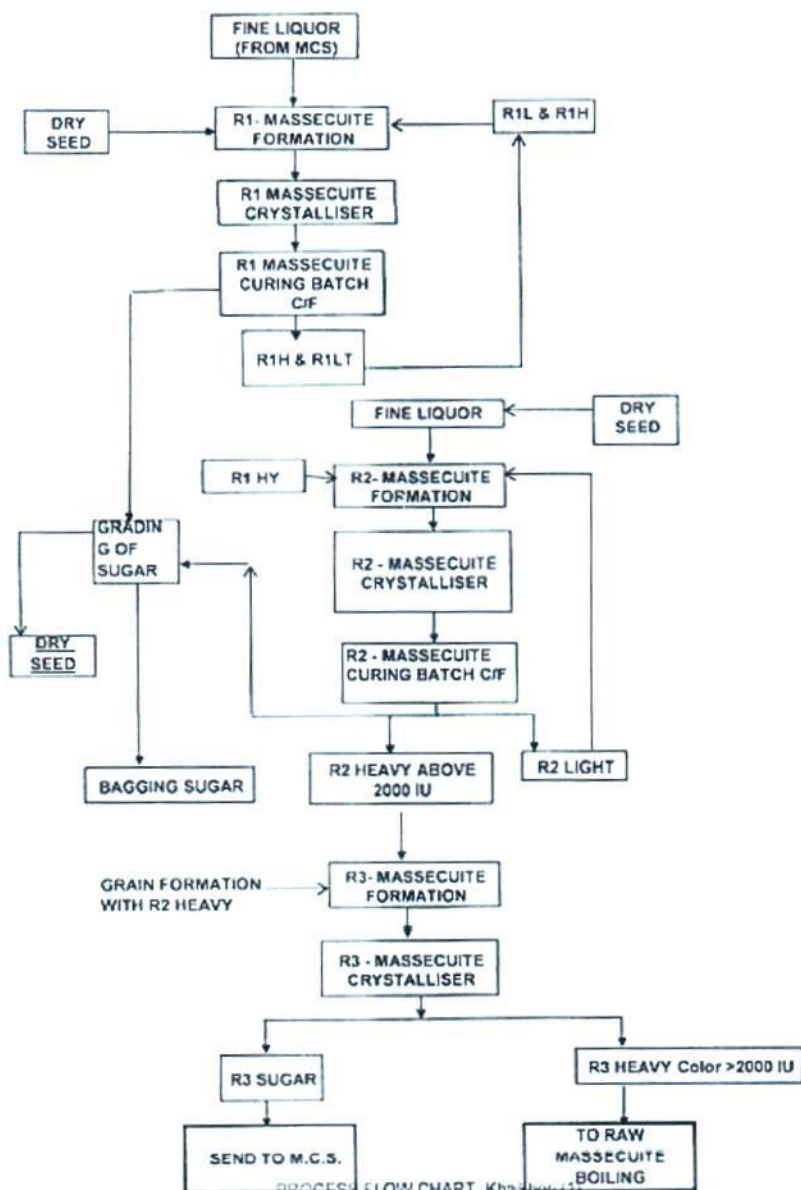 FINE LIQUOR
(FROM MCS)
DRY
SEED
R1- MASSECUITE
FORMATION
R1L & R1H
R1 MASSECUITE
CRYSTALLISER
R1 MASSECUITE
CURING BATCH
C/F
R1H & R1LT
FINE LIQUOR
DRY
SEED
R1 HY
R2- MASSECUITE
FORMATION
GRADIN
G OF
SUGAR
R2 - MASSECUITE
CRYSTALLISER
DRY
SEED
R2 - MASSECUITE
CURING BATCH C/F
BAGGING SUGAR
R2 HEAVY ABOVE
2000 IU
R2 LIGHT
GRAIN FORMATION
WITH R2 HEAVY
R3- MASSECUITE
FORMATION
R3 - MASSECUITE
CRYSTALLISER
R3 SUGAR
R3 HEAVY Color >2000 IU
SEND TO M.C.S.
TO RAW
MASSECUITE
BOILING
PROCESS FLOW CHART